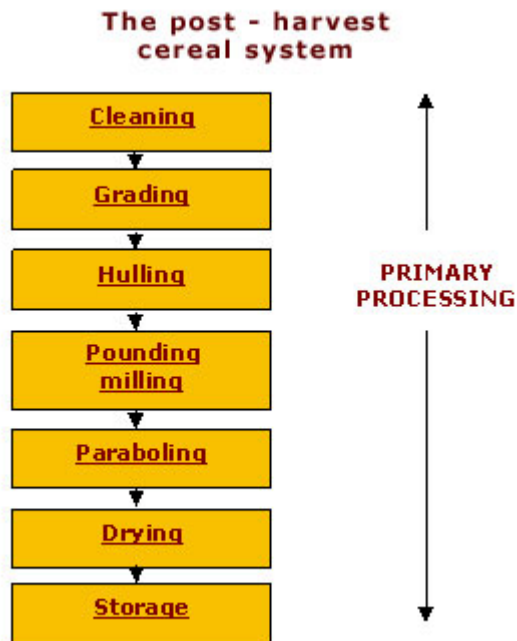 The post - harvest
cereal system
Cleaning
Grading
Hulling
Pounding
milling
Paraboling
Drying
Storage
PRIMARY
PROCESSING